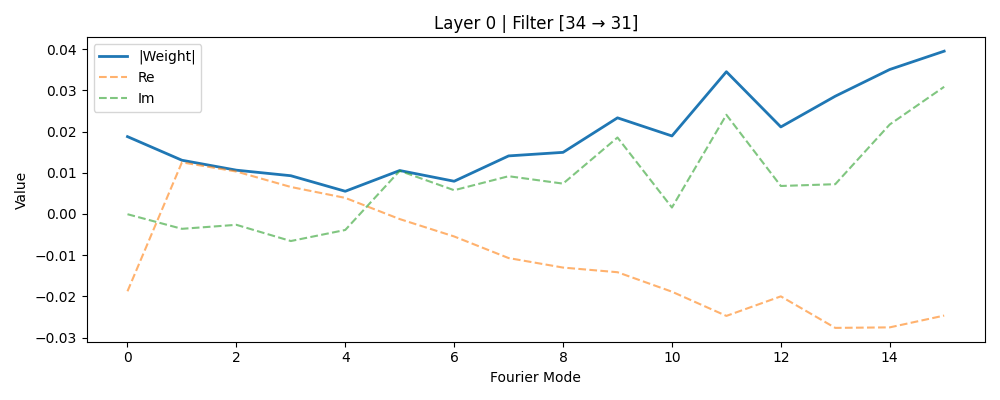 Layer 0 | Filter [34 → 31]
|Weight|
Re
Im
0.04
0.03
0.02
0.01
0.00
−0.01
−0.02
−0.03
Value
0 2 4 6 8 10 12 14
Fourier Mode